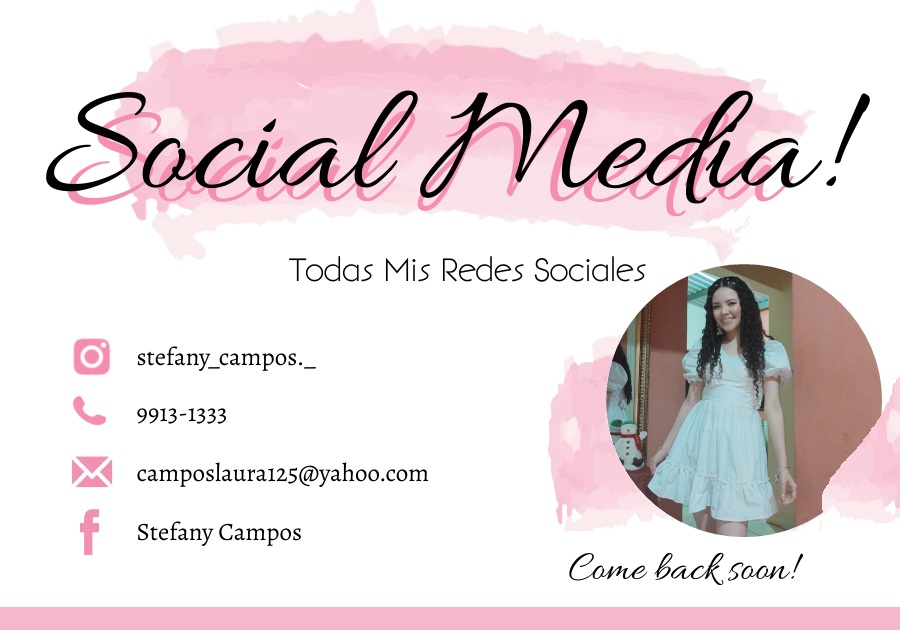 Social Media!
Todas Mis Redes Sociales
stefany_campos._
9913-1333
camposlaura125@yahoo.com
Stefany Campos
Come back soon!